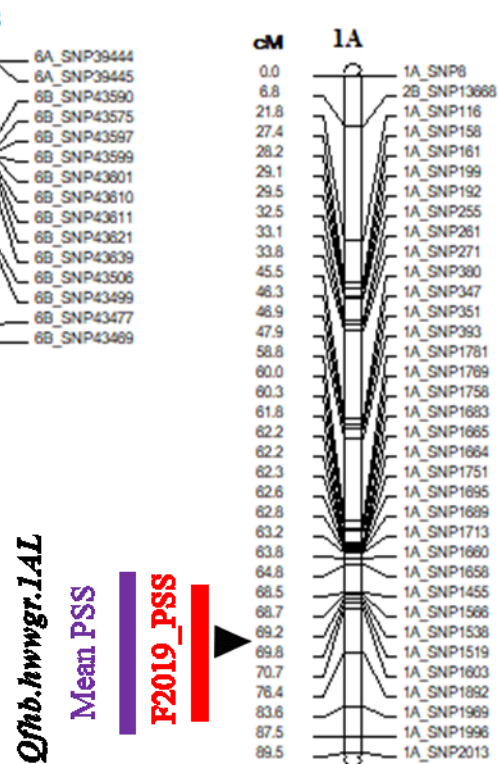 6A_SNP39444
6A_SNP39445
6B_SNP43590
6B_SNP43575
6B_SNP43597
6B_SNP43599
6B_SNP43601
6B_SNP43610
6B_SNP43611
6B_SNP43621
6B_SNP43639
6B_SNP43506
6B_SNP43499
6B_SNP43477
6B_SNP43469
Qfhb.hwwgr.1AL
Mean PSS
F2019_PSS
cM 1A
0.0 1A_SNP8
6.8 2B_SNP13668
21.8 1A_SNP116
27.4 1A_SNP158
28.2 1A_SNP161
29.1 1A_SNP199
29.5 1A_SNP192
32.5 1A_SNP255
33.1 1A_SNP261
33.8 1A_SNP271
45.5 1A_SNP380
46.3 1A_SNP347
46.9 1A_SNP351
47.9 1A_SNP393
58.8 1A_SNP1781
60.0 1A_SNP1769
60.3 1A_SNP1758
61.8 1A_SNP1683
62.2 1A_SNP1665
62.2 1A_SNP1664
62.3 1A_SNP1751
62.6 1A_SNP1695
62.8 1A_SNP1689
63.2 1A_SNP1713
63.8 1A_SNP1660
64.8 1A_SNP1658
68.5 1A_SNP1455
68.7 1A_SNP1566
69.2 1A_SNP1538
69.8 1A_SNP1519
70.7 1A_SNP1603
76.4 1A_SNP1892
83.6 1A_SNP1969
87.5 1A_SNP1996
89.5 1A_SNP2013